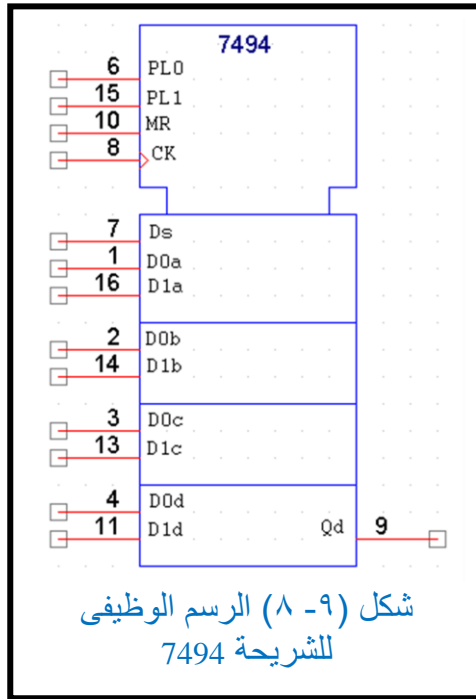 7494
6 PL0
15 PL1
10 MR
8 CK
7 Ds
1 D0a
16 D1a
2 D0b
14 D1b
3 D0c
13 D1c
4 D0d
11 D1d Qd 9
شكل (٩- ٨) الرسم الوظيفى
للشريحة 7494